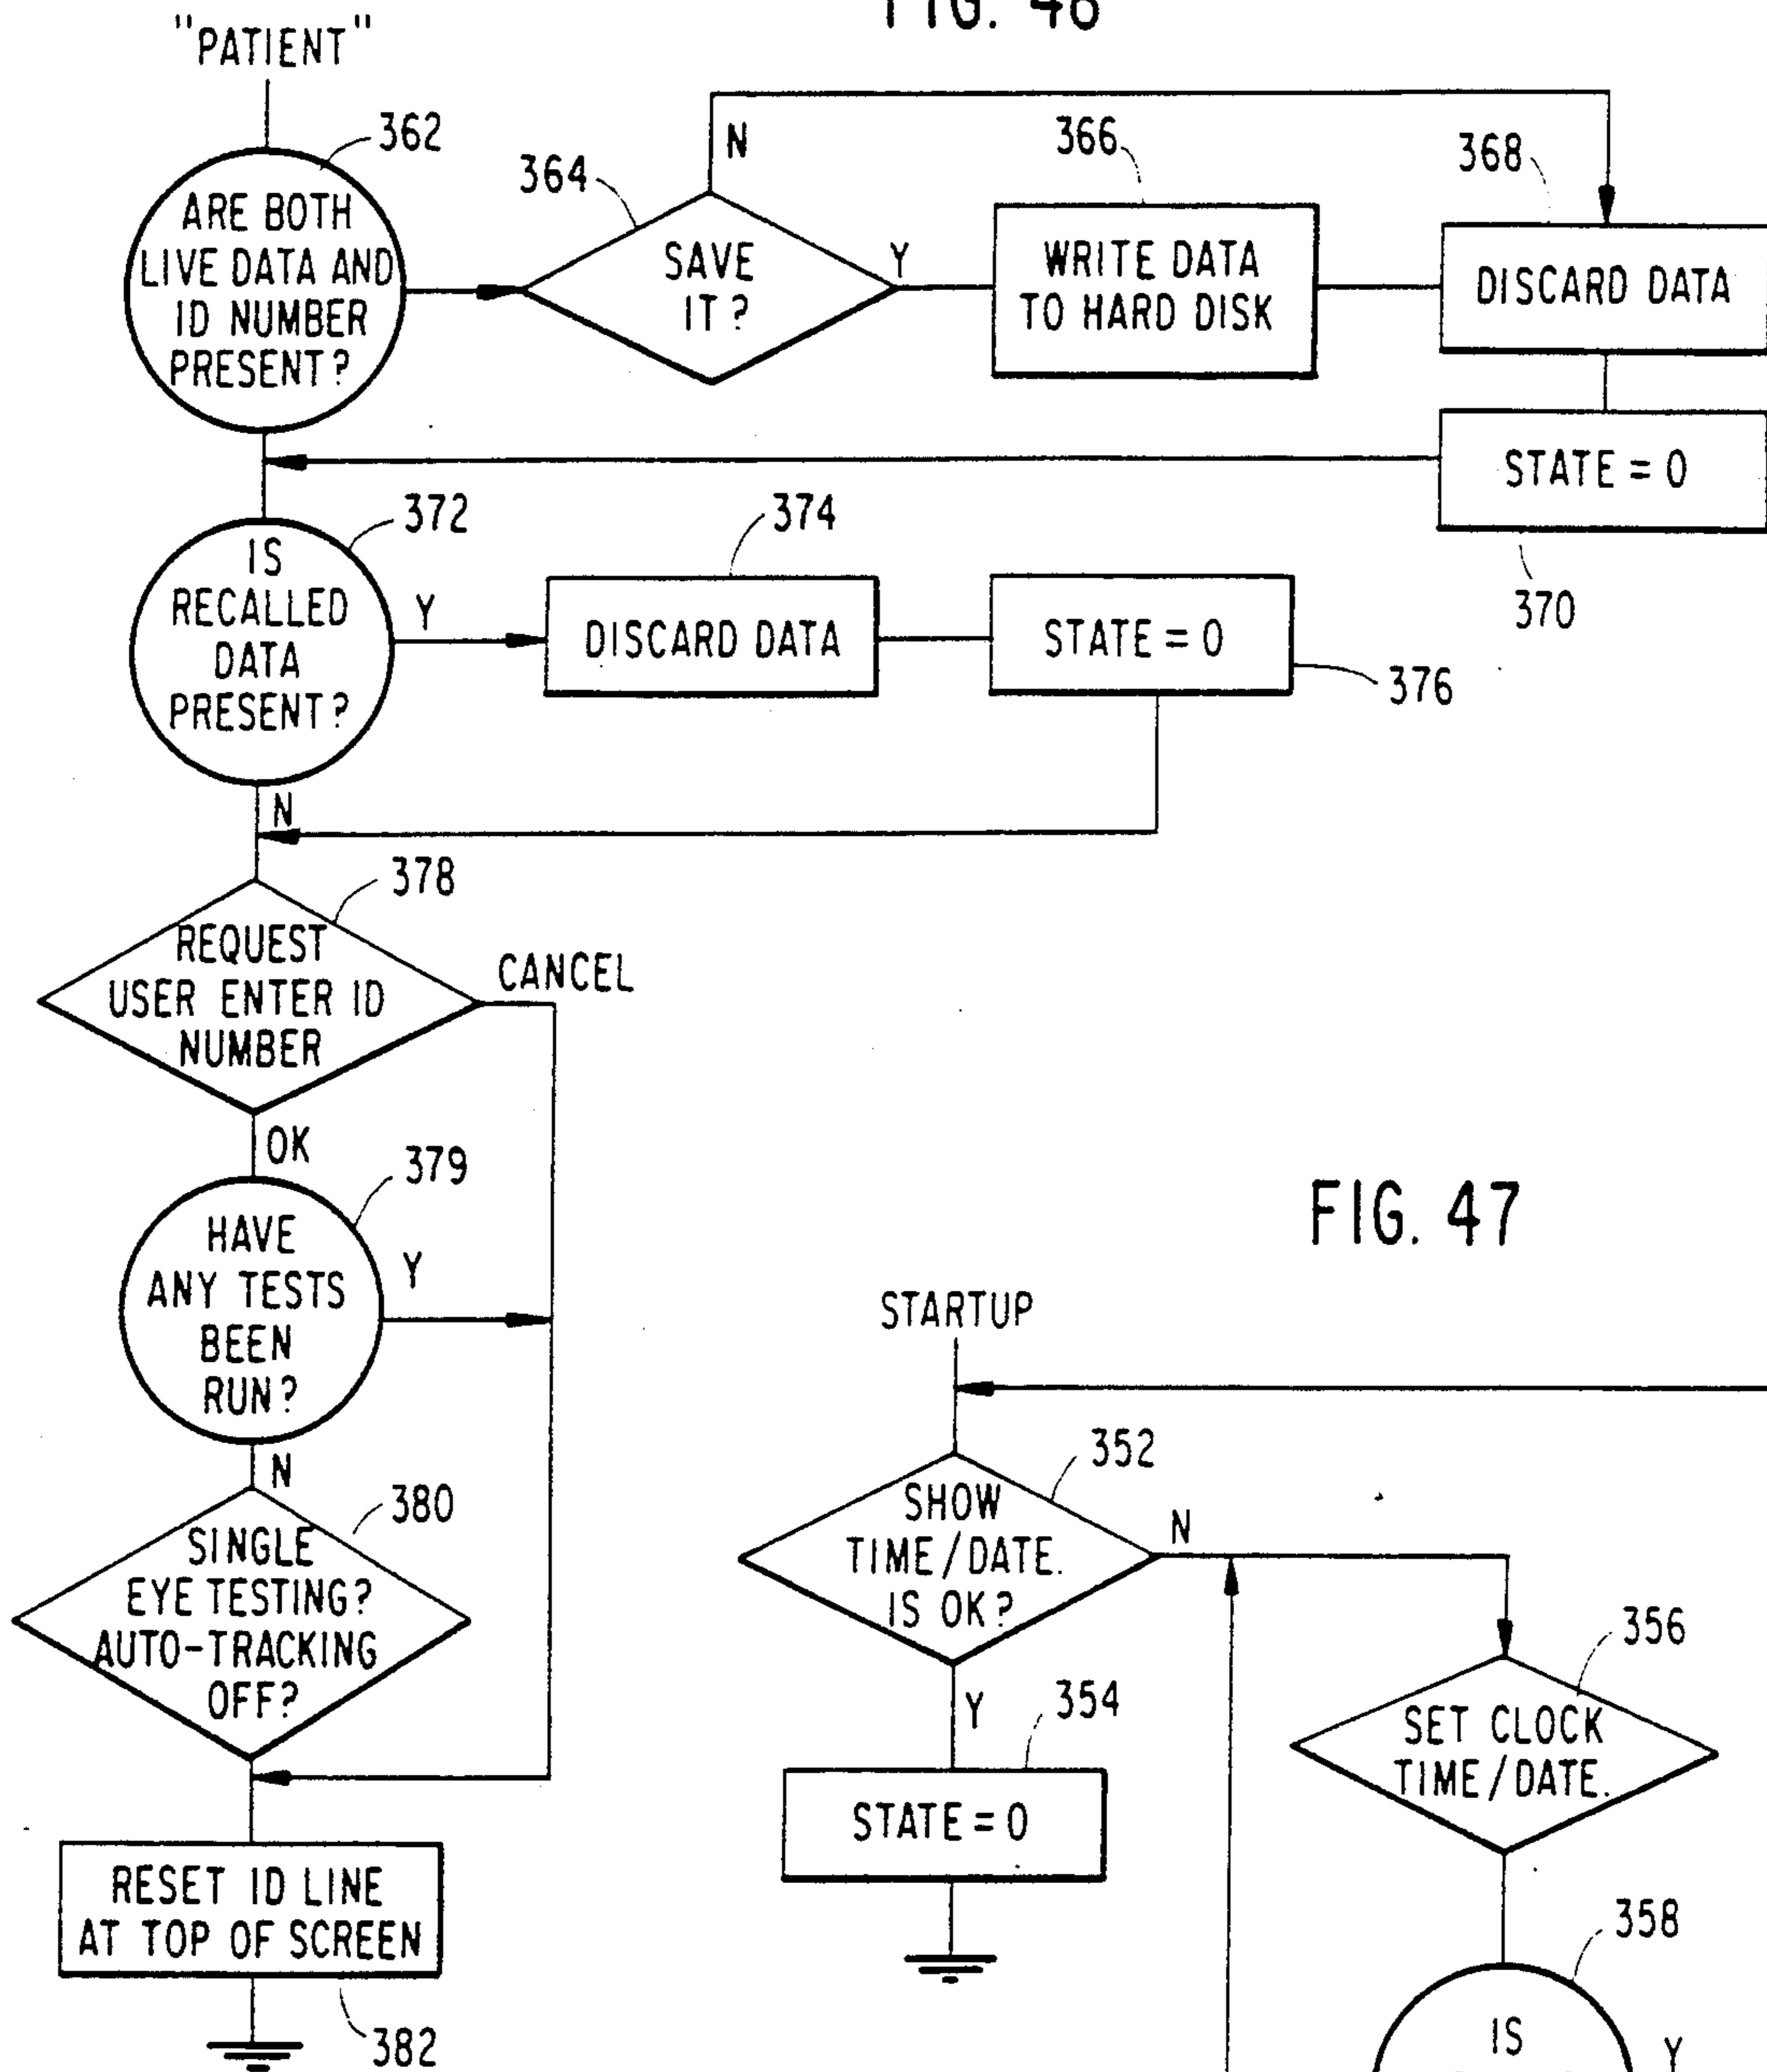 FIG. 46
"PATIENT"
362
ARE BOTH
LIVE DATA AND
ID NUMBER
PRESENT?
364
SAVE
IT?
N
Y
366
WRITE DATA
TO HARD DISK
368
DISCARD DATA
STATE = 0
370
372
IS
RECALLED
DATA
PRESENT?
Y
N
374
DISCARD DATA
STATE = 0
376
378
REQUEST
USER ENTER ID
NUMBER
CANCEL
OK
379
HAVE
ANY TESTS
BEEN
RUN?
Y
N
380
SINGLE
EYE TESTING?
AUTO-TRACKING
OFF?
RESET ID LINE
AT TOP OF SCREEN
382
FIG. 47
STARTUP
352
SHOW
TIME/DATE.
IS OK?
N
Y
354
STATE = 0
356
SET CLOCK
TIME/DATE.
358
IS
Y